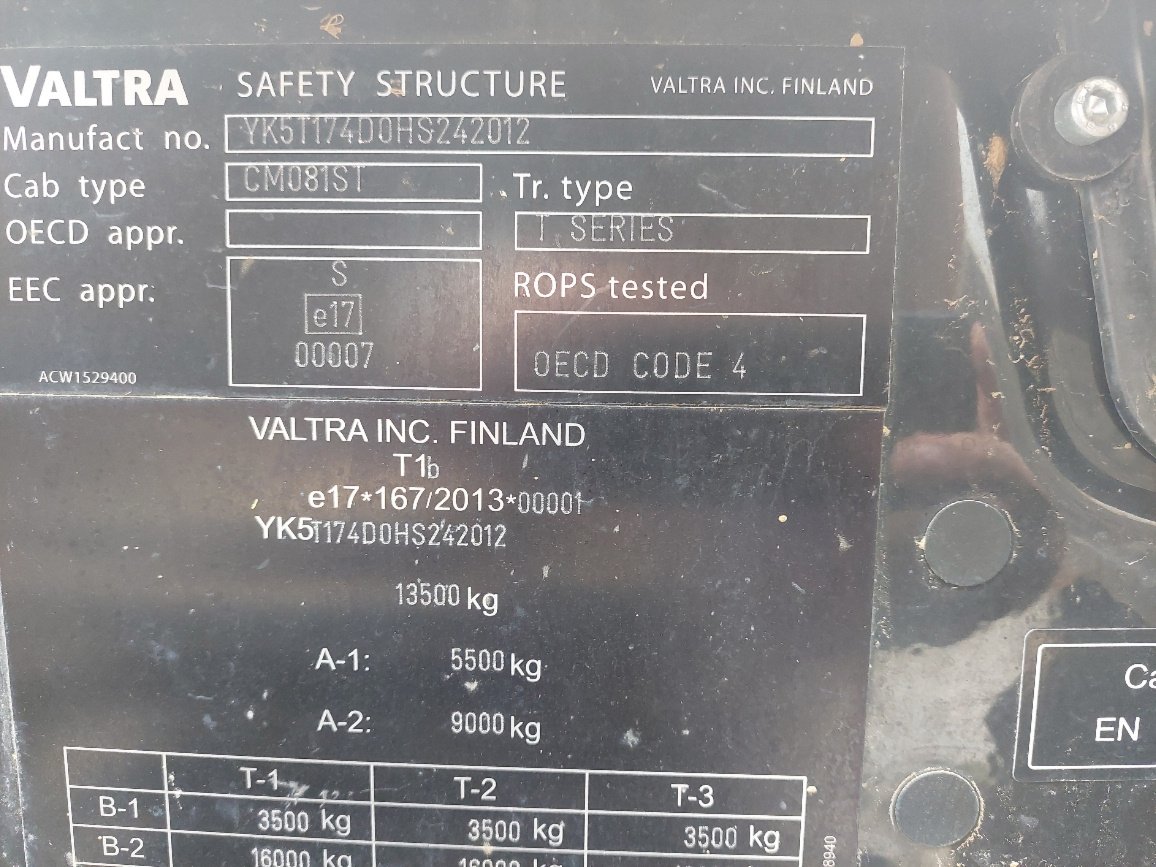 VALTRA SAFETY STRUCTURE VALTRA INC. FINLAND
Manufact no. YK5T174D0HS242012
Cab type CM081ST Tr. type
OECD appr. T SERIES
EEC appr. S ROPS tested
e17
00007 OECD CODE 4
ACW1529400
VALTRA INC. FINLAND
T1b
e17*167/2013*00001
YK5T174D0HS242012
13500 kg
A-1: 5500 kg
A-2: 9000 kg
T-1 T-2 T-3
B-1 3500 kg 3500 kg 3500 kg
B-2 16000 kg
EN